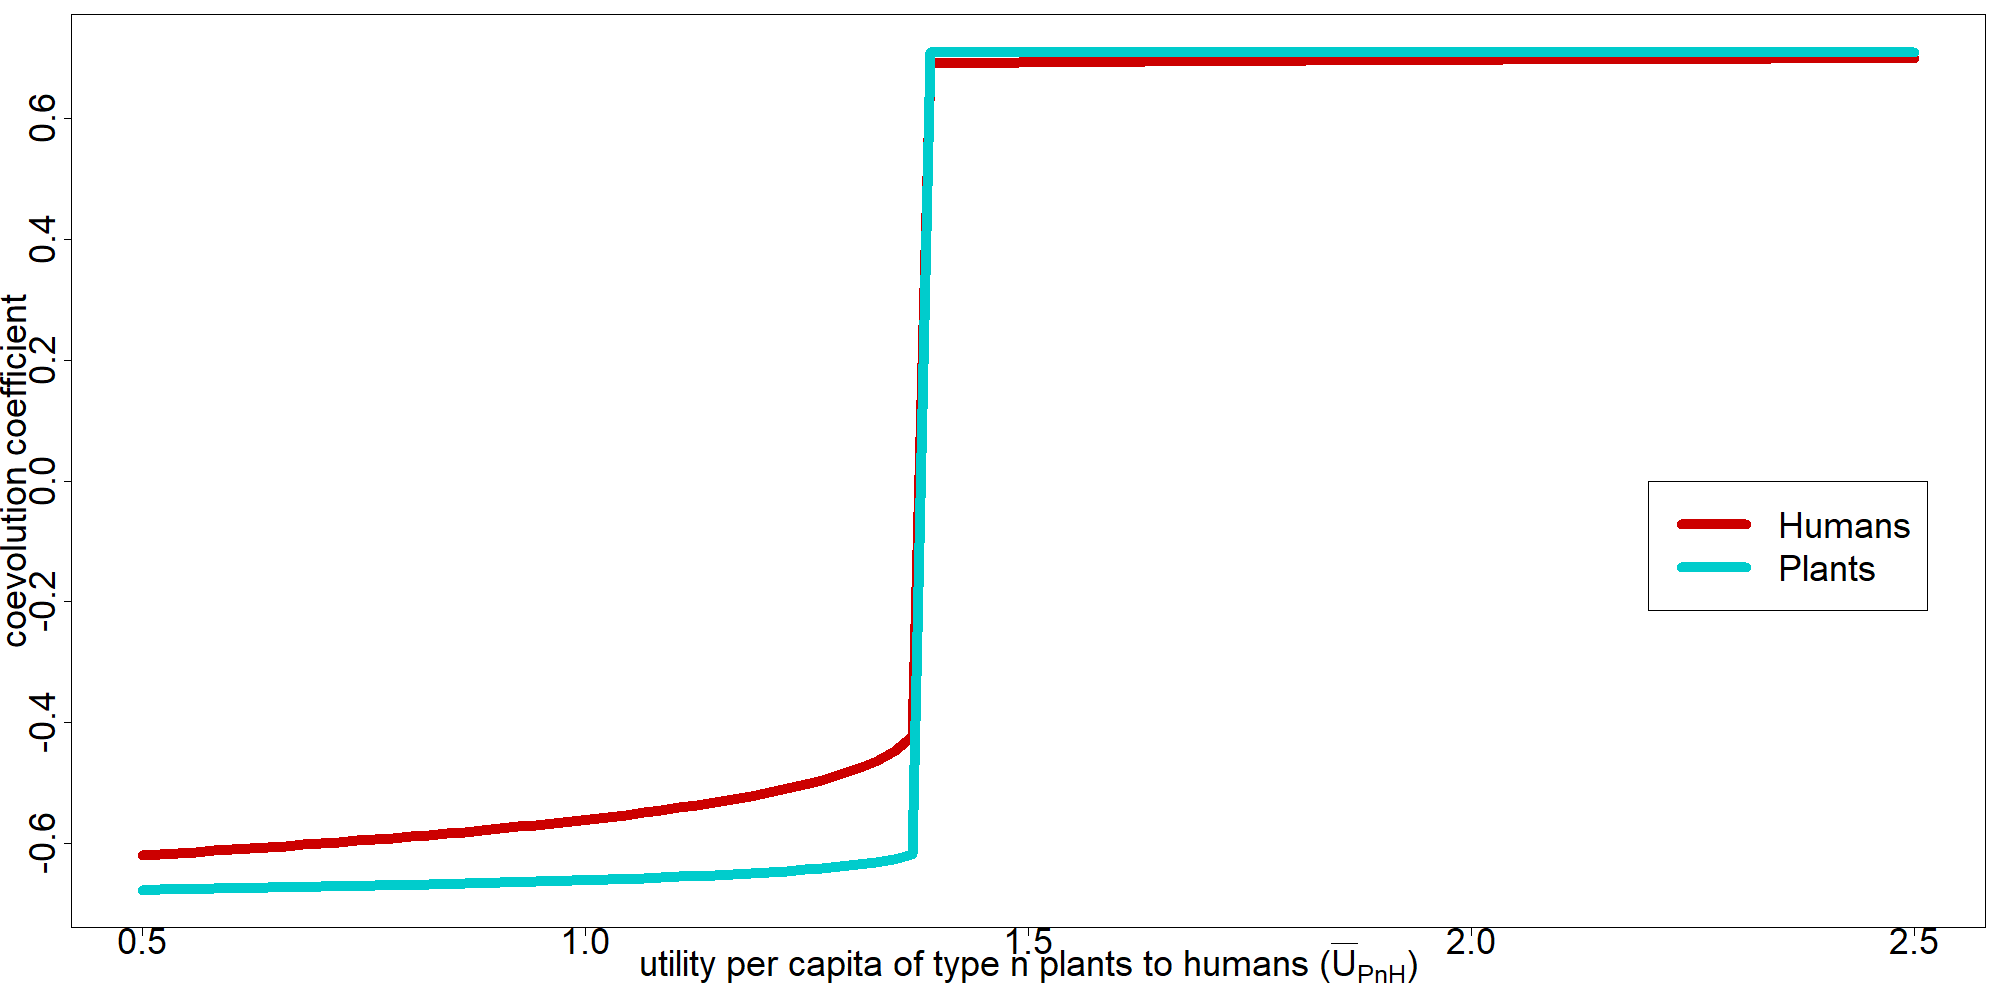 coevolution coefficient
0.6
0.4
0.2
0.0
-0.2
-0.4
-0.6
Humans
Plants
0.5 1.0 1.5 2.0 2.5
utility per capita of type n plants to humans (U̅PnH)